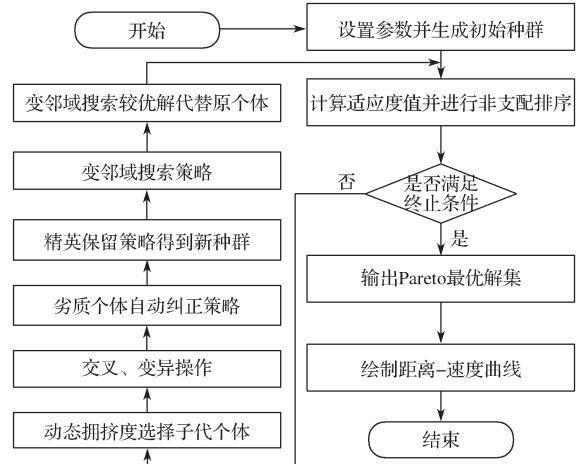 开始
设置参数并生成初始种群
变邻域搜索较优解代替原个体
计算适应度值并进行非支配排序
变邻域搜索策略
否
是否满足
终止条件
是
精英保留策略得到新种群
输出Pareto最优解集
劣质个体自动纠正策略
交叉、变异操作
绘制距离-速度曲线
动态拥挤度选择子代个体
结束